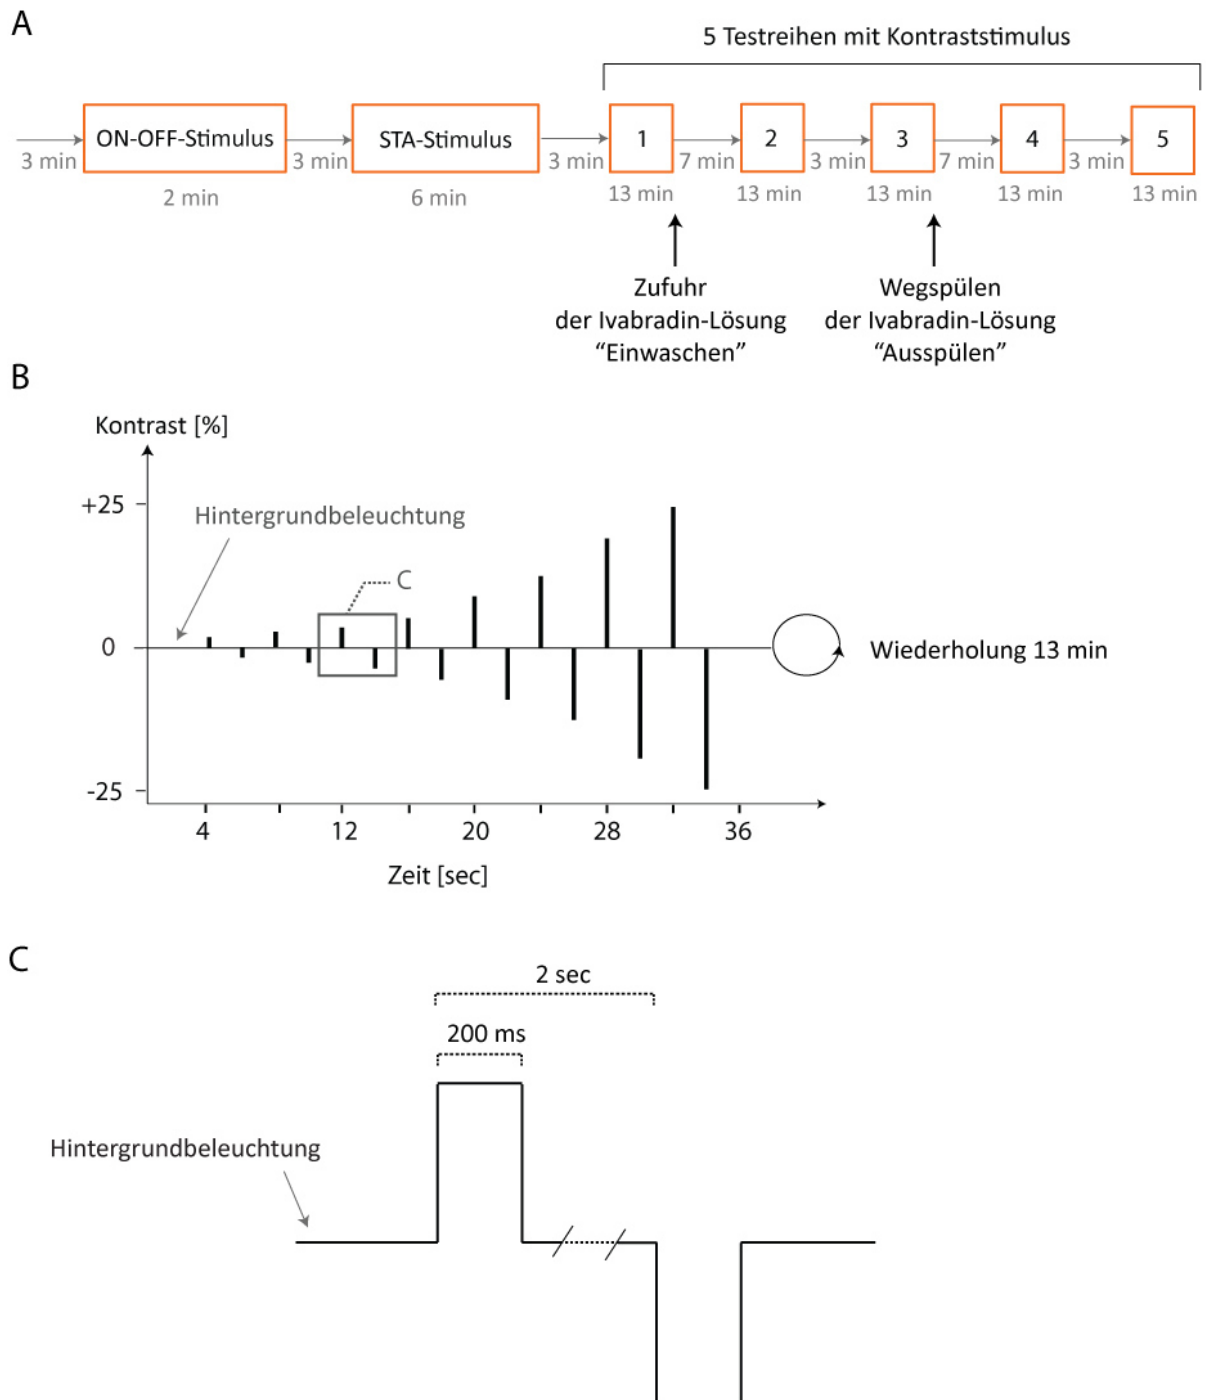 A
5 Testreihen mit Kontraststimulus
ON-OFF-Stimulus
STA-Stimulus
1
2
3
4
5
3 min
3 min
3 min
7 min
3 min
7 min
3 min
2 min
6 min
13 min
13 min
13 min
13 min
13 min
Zufuhr
der Ivabradin-Lösung
“Einwaschen”
Wegspülen
der Ivabradin-Lösung
“Ausspülen”
B
Kontrast [%]
+25
Hintergrundbeleuchtung
C
0
Wiederholung 13 min
-25
4
12
20
28
36
Zeit [sec]
C
2 sec
200 ms
Hintergrundbeleuchtung